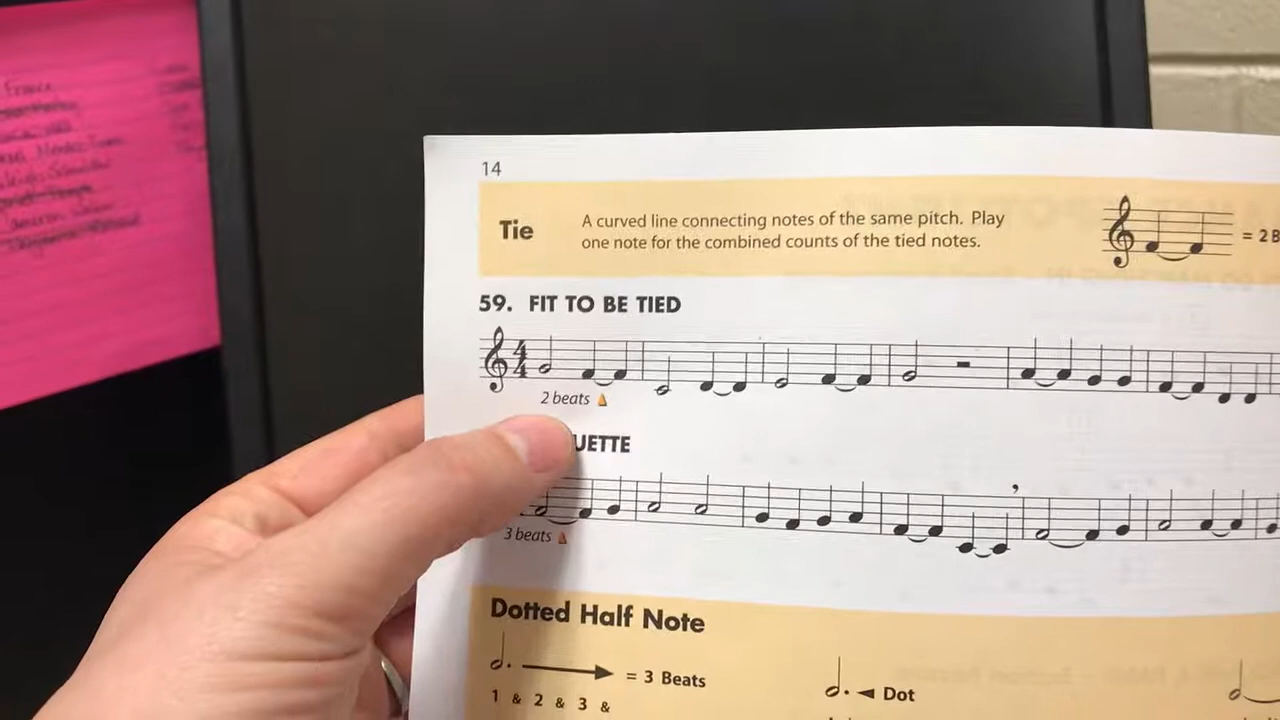 14
Tie
A curved line connecting notes of the same pitch. Play
one note for the combined counts of the tied notes.
= 2 B
59. FIT TO BE TIED
4
4
2 beats
UETTE
3 beats
Dotted Half Note
= 3 Beats
1 & 2 & 3 &
Dot